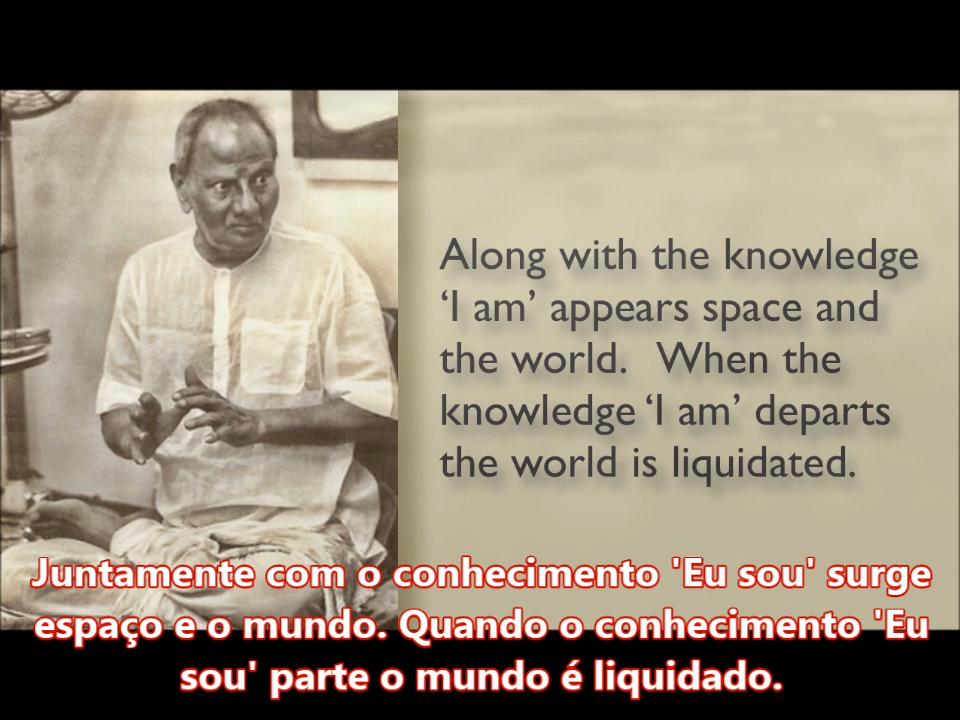 Along with the knowledge
‘I am’ appears space and
the world. When the
knowledge ‘I am’ departs
the world is liquidated.
Juntamente com o conhecimento 'Eu sou' surge
espaço e o mundo. Quando o conhecimento 'Eu
sou' parte o mundo é liquidado.